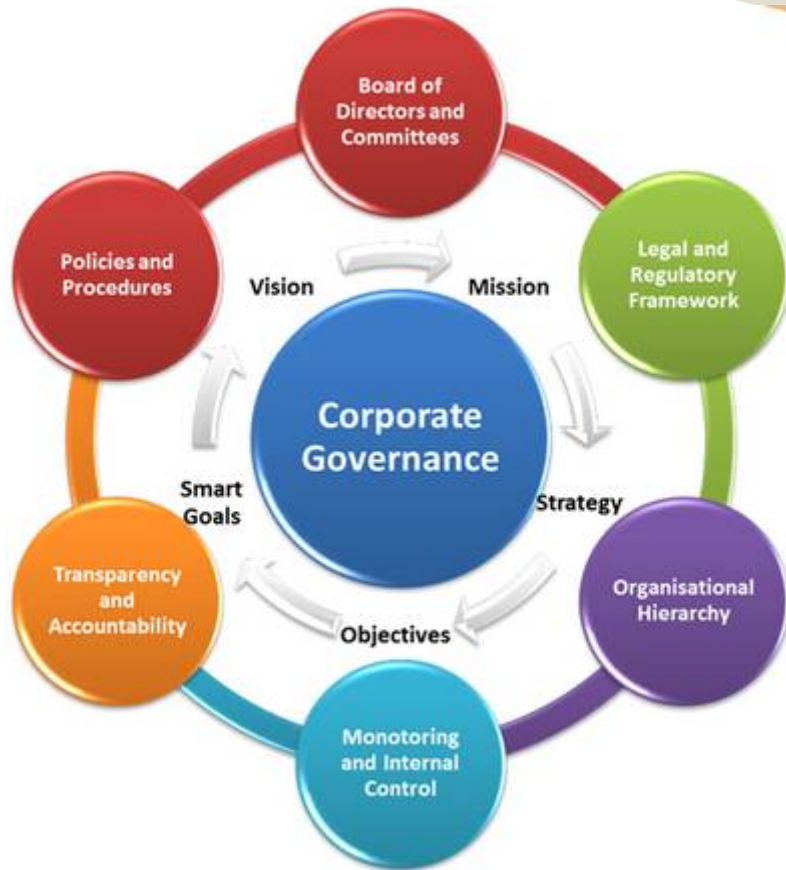 Board of
Directors and
Committees
Policies and
Procedures
Legal and
Regulatory
Framework
Vision
Mission
Corporate
Governance
Smart
Goals
Strategy
Transparency
and
Accountability
Organisational
Hierarchy
Objectives
Monotoring
and Internal
Control